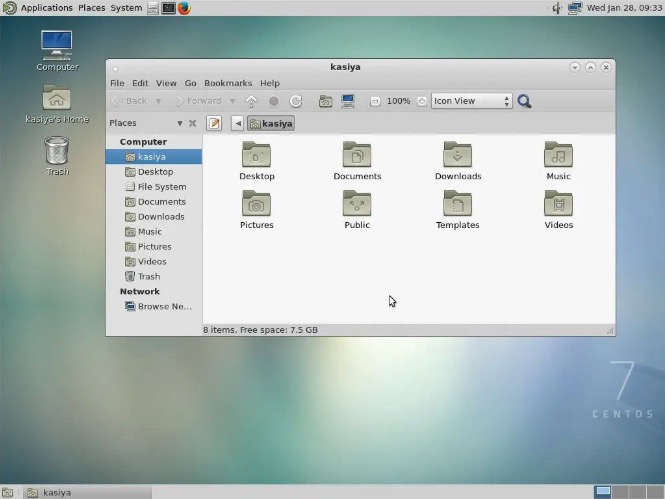 Applications Places System
Wed Jan 28, 09:33
Computer
kasiya's Home
Trash
kasiya
File Edit View Go Bookmarks Help
Back Forward 100% Icon View
Places kasiya
Computer
kasiya
Desktop
File System
Documents
Downloads
Music
Pictures
Videos
Trash
Network
Browse Ne...
Desktop Documents Downloads Music
Pictures Public Templates Videos
8 items, Free space: 7.5 GB
7
CENTOS
kasiya